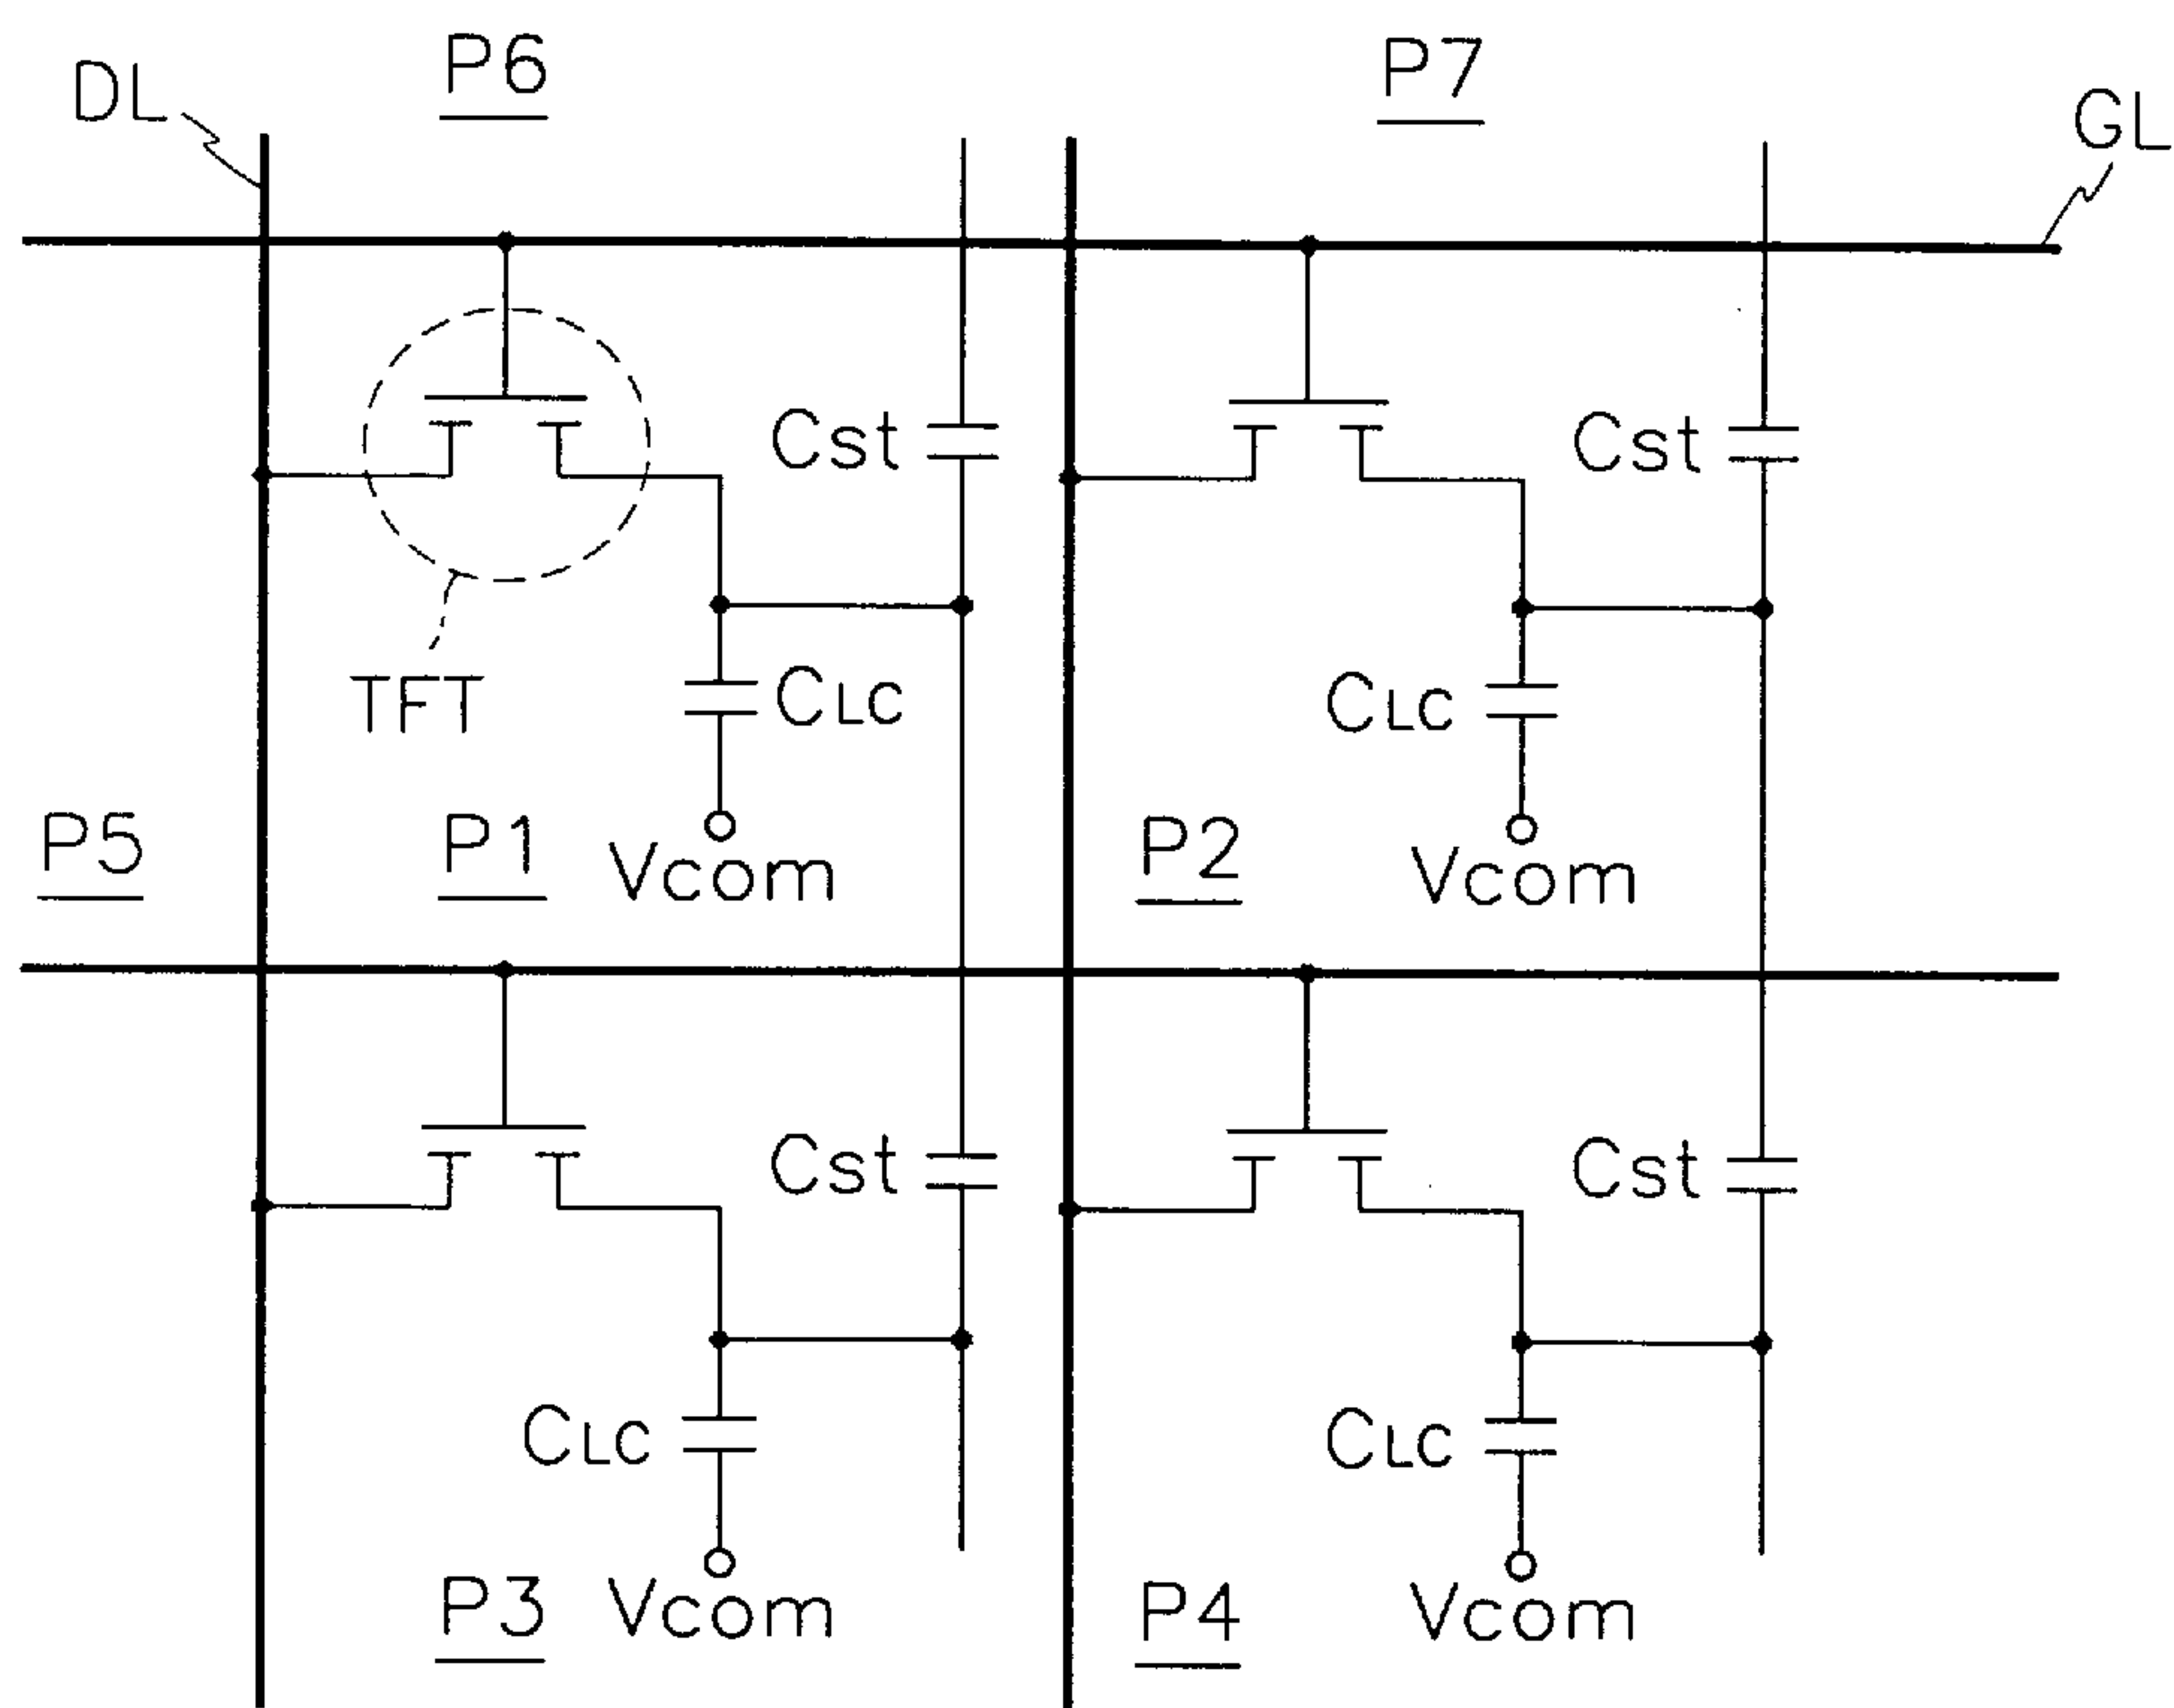 P6
P7
DL
GL
Cst
Cst
TFT
CLC
CLC
P5
P1
Vcom
P2
Vcom
Cst
Cst
CLC
CLC
P3
Vcom
P4
Vcom